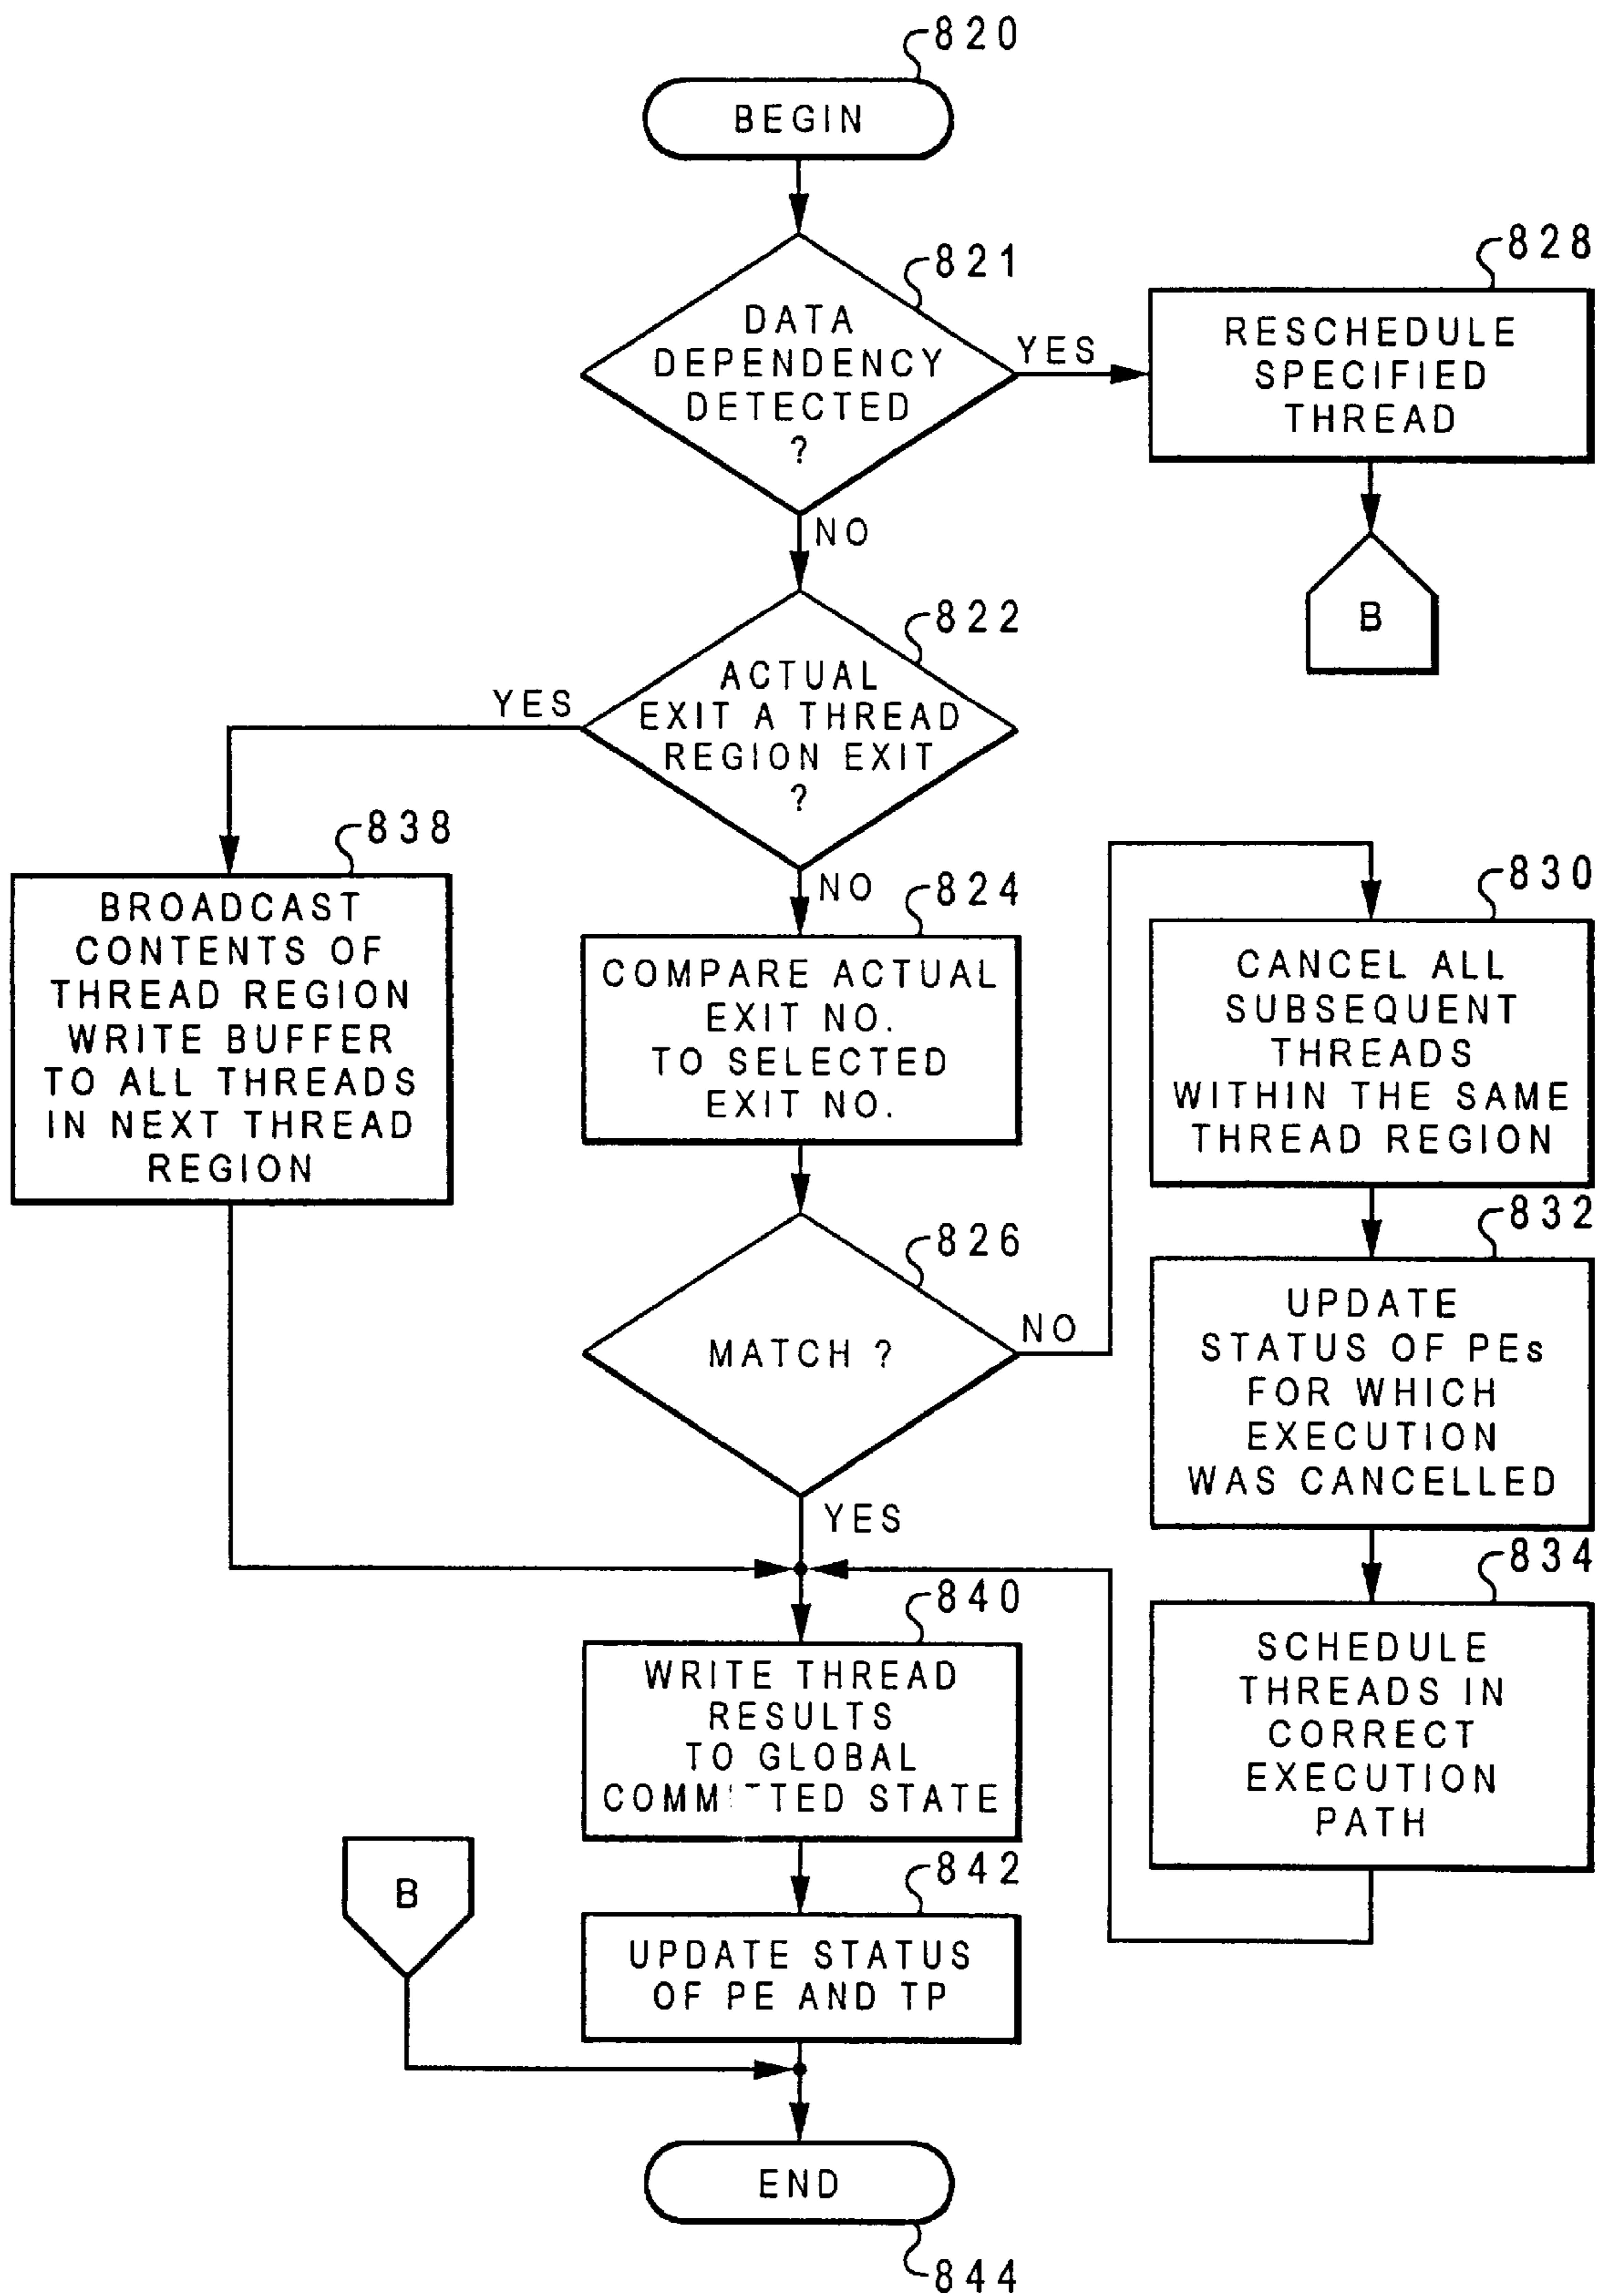 820
BEGIN
821
DATA
DEPENDENCY
DETECTED
?
YES
828
RESCHEDULE
SPECIFIED
THREAD
B
NO
822
ACTUAL
EXIT A THREAD
REGION EXIT
?
YES
838
BROADCAST
CONTENTS OF
THREAD REGION
WRITE BUFFER
TO ALL THREADS
IN NEXT THREAD
REGION
NO
824
COMPARE ACTUAL
EXIT NO.
TO SELECTED
EXIT NO.
826
MATCH ?
NO
830
CANCEL ALL
SUBSEQUENT
THREADS
WITHIN THE SAME
THREAD REGION
832
UPDATE
STATUS OF PEs
FOR WHICH
EXECUTION
WAS CANCELLED
834
SCHEDULE
THREADS IN
CORRECT
EXECUTION
PATH
YES
840
WRITE THREAD
RESULTS
TO GLOBAL
COMMITTED STATE
842
UPDATE STATUS
OF PE AND TP
B
END
844